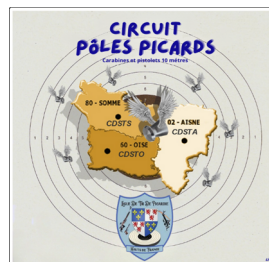 CIRCUIT
PÔLES PICARDS
Carabines et pistolets 10 mètres
80 - SOMME
CDSTS
02 - AISNE
CDSTA
60 - OISE
CDSTO